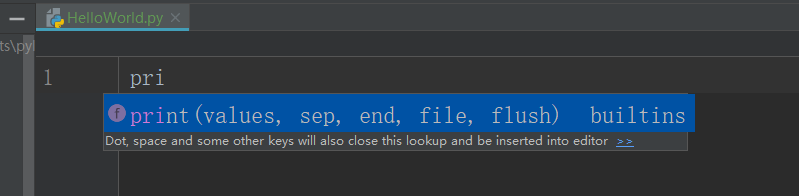 HelloWorld.py
ts\pyl
1 pri
f print(values, sep, end, file, flush) builtins
Dot, space and some other keys will also close this lookup and be inserted into editor >>